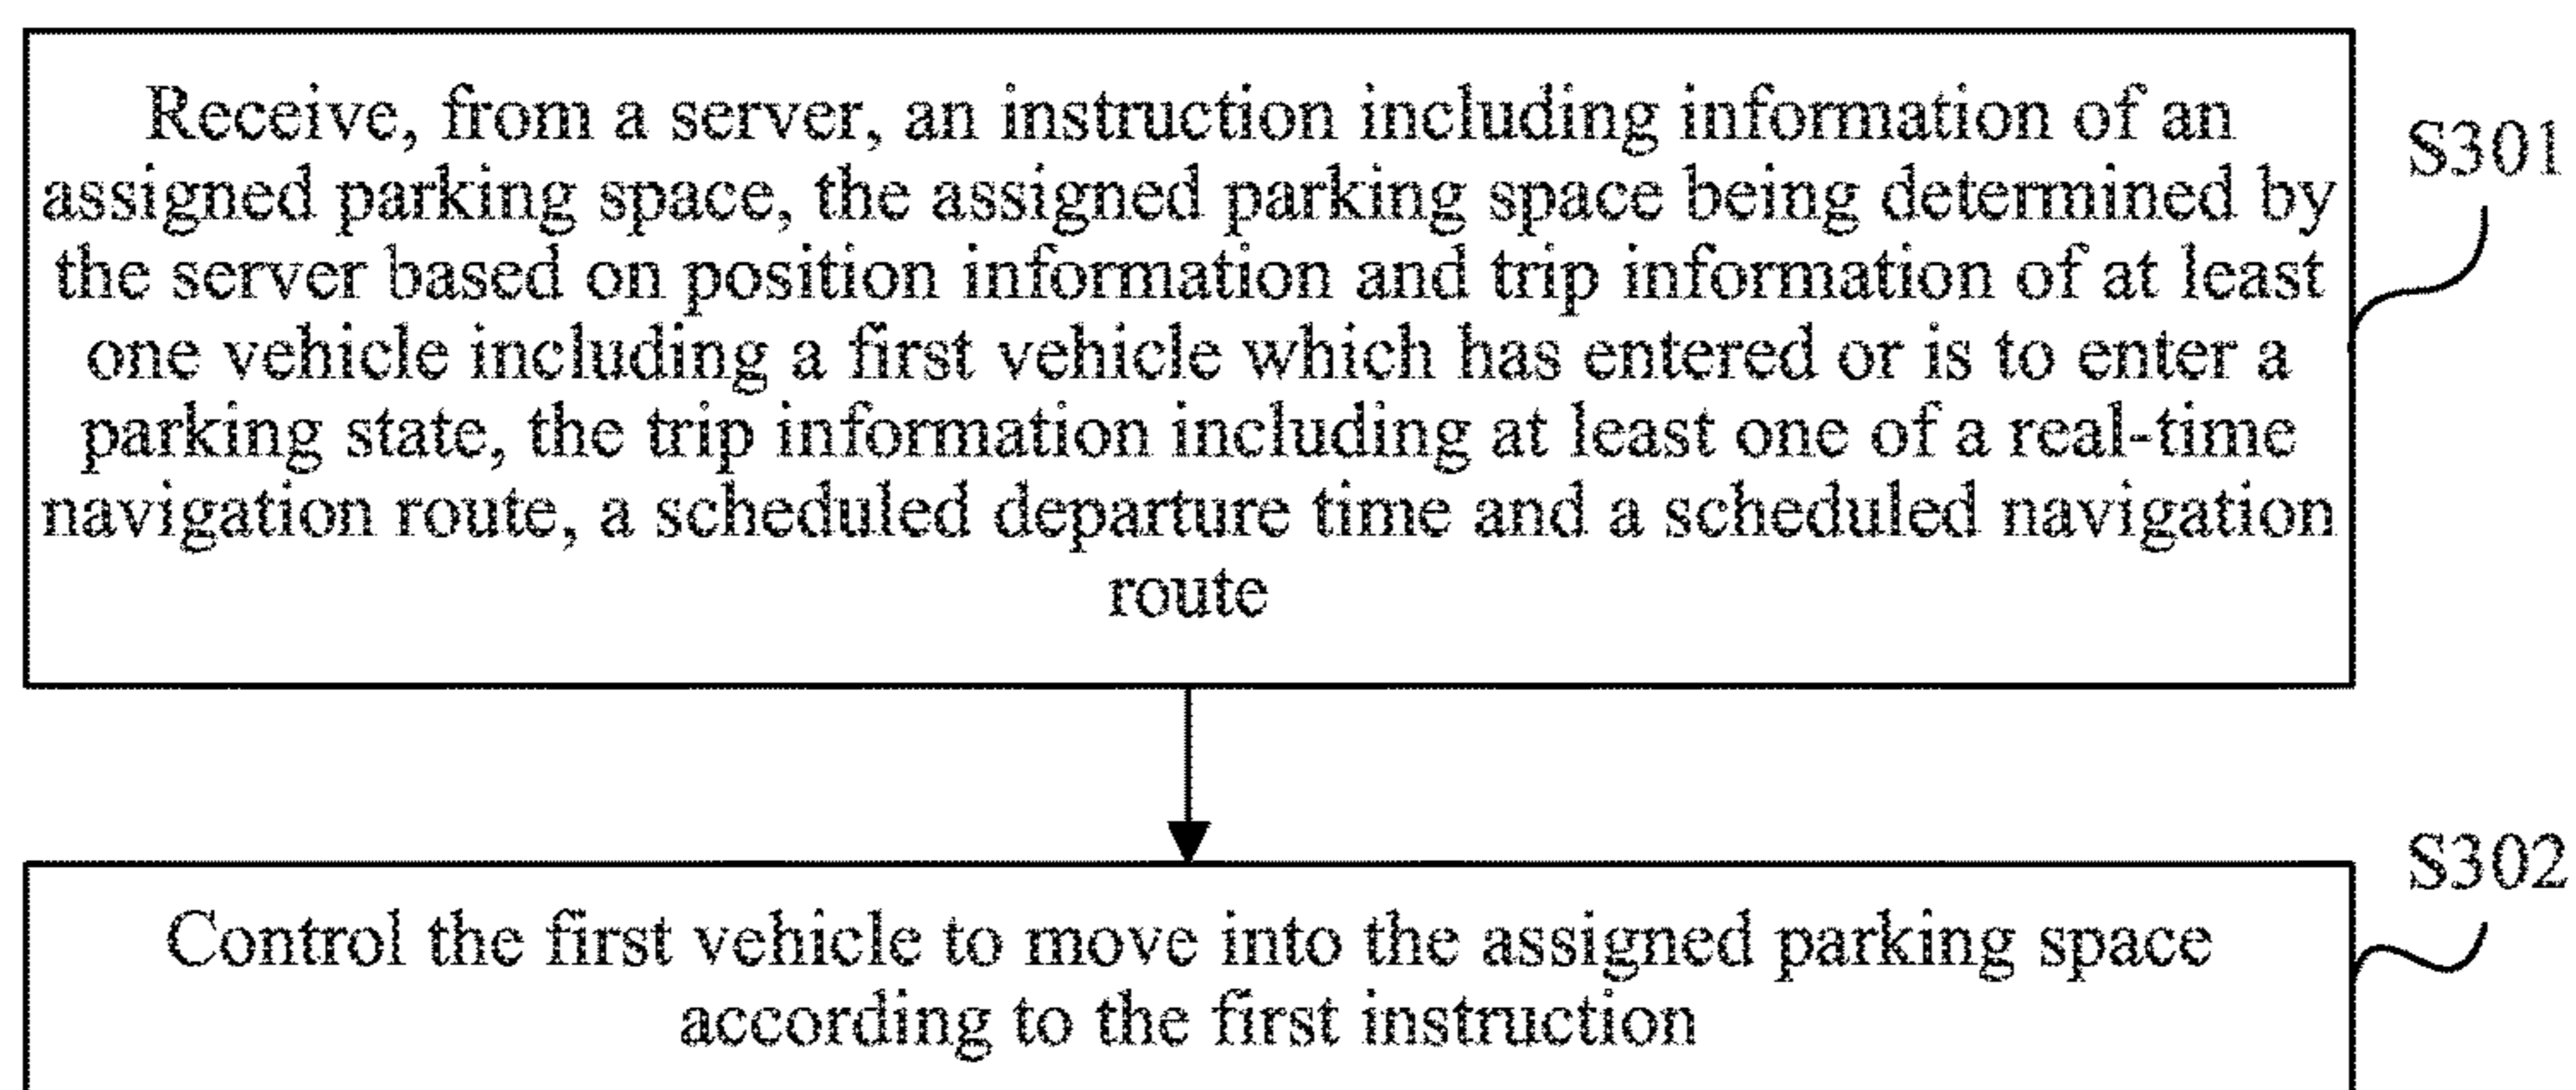 Receive, from a server, an instruction including information of an
assigned parking space, the assigned parking space being determined by
the server based on position information and trip information of at least
one vehicle including a first vehicle which has entered or is to enter a
parking state, the trip information including at least one of a real-time
navigation route, a scheduled departure time and a scheduled navigation
route
S301
Control the first vehicle to move into the assigned parking space
according to the first instruction
S302